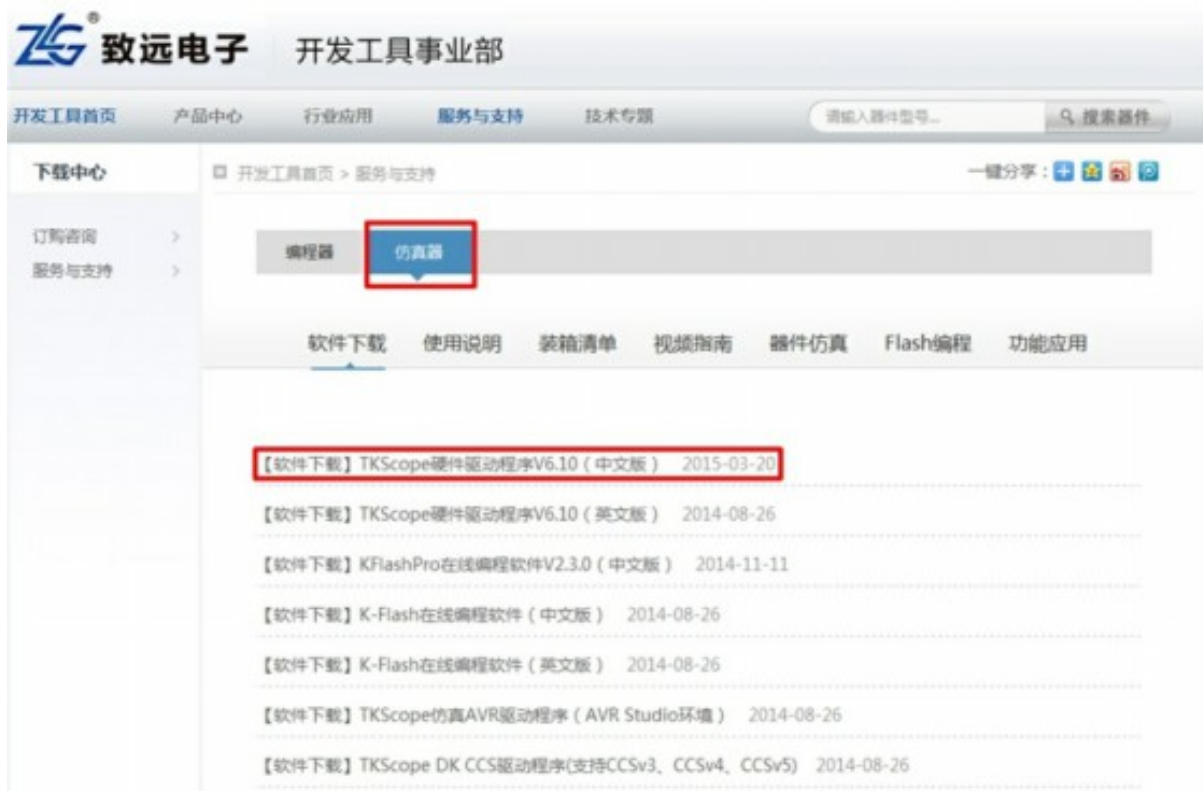 ZLG® 致远电子 开发工具事业部
开发工具首页 产品中心 行业应用 服务与支持 技术专题 请输入器件型号... 搜索器件
下载中心 开发工具首页 > 服务与支持 一键分享：
订购咨询 >
服务与支持 >
编程器 仿真器
软件下载 使用说明 装箱清单 视频指南 器件仿真 Flash编程 功能应用
【软件下载】TKScope硬件驱动程序V6.10（中文版） 2015-03-20
【软件下载】TKScope硬件驱动程序V6.10（英文版） 2014-08-26
【软件下载】KFlashPro在线编程软件V2.3.0（中文版） 2014-11-11
【软件下载】K-Flash在线编程软件（中文版） 2014-08-26
【软件下载】K-Flash在线编程软件（英文版） 2014-08-26
【软件下载】TKScope仿真AVR驱动程序（AVR Studio环境） 2014-08-26
【软件下载】TKScope DK CCS驱动程序(支持CCSv3、CCSv4、CCSv5) 2014-08-26